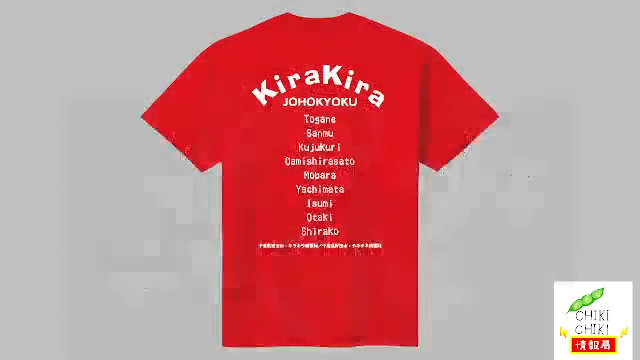 KiraKira
JOHOKYOKU
Togane
Sanmu
Kujukuri
Oamishirasato
Mobara
Yachimata
Isumi
Otaki
Shirako
CHIKI
CHIKI
情報局